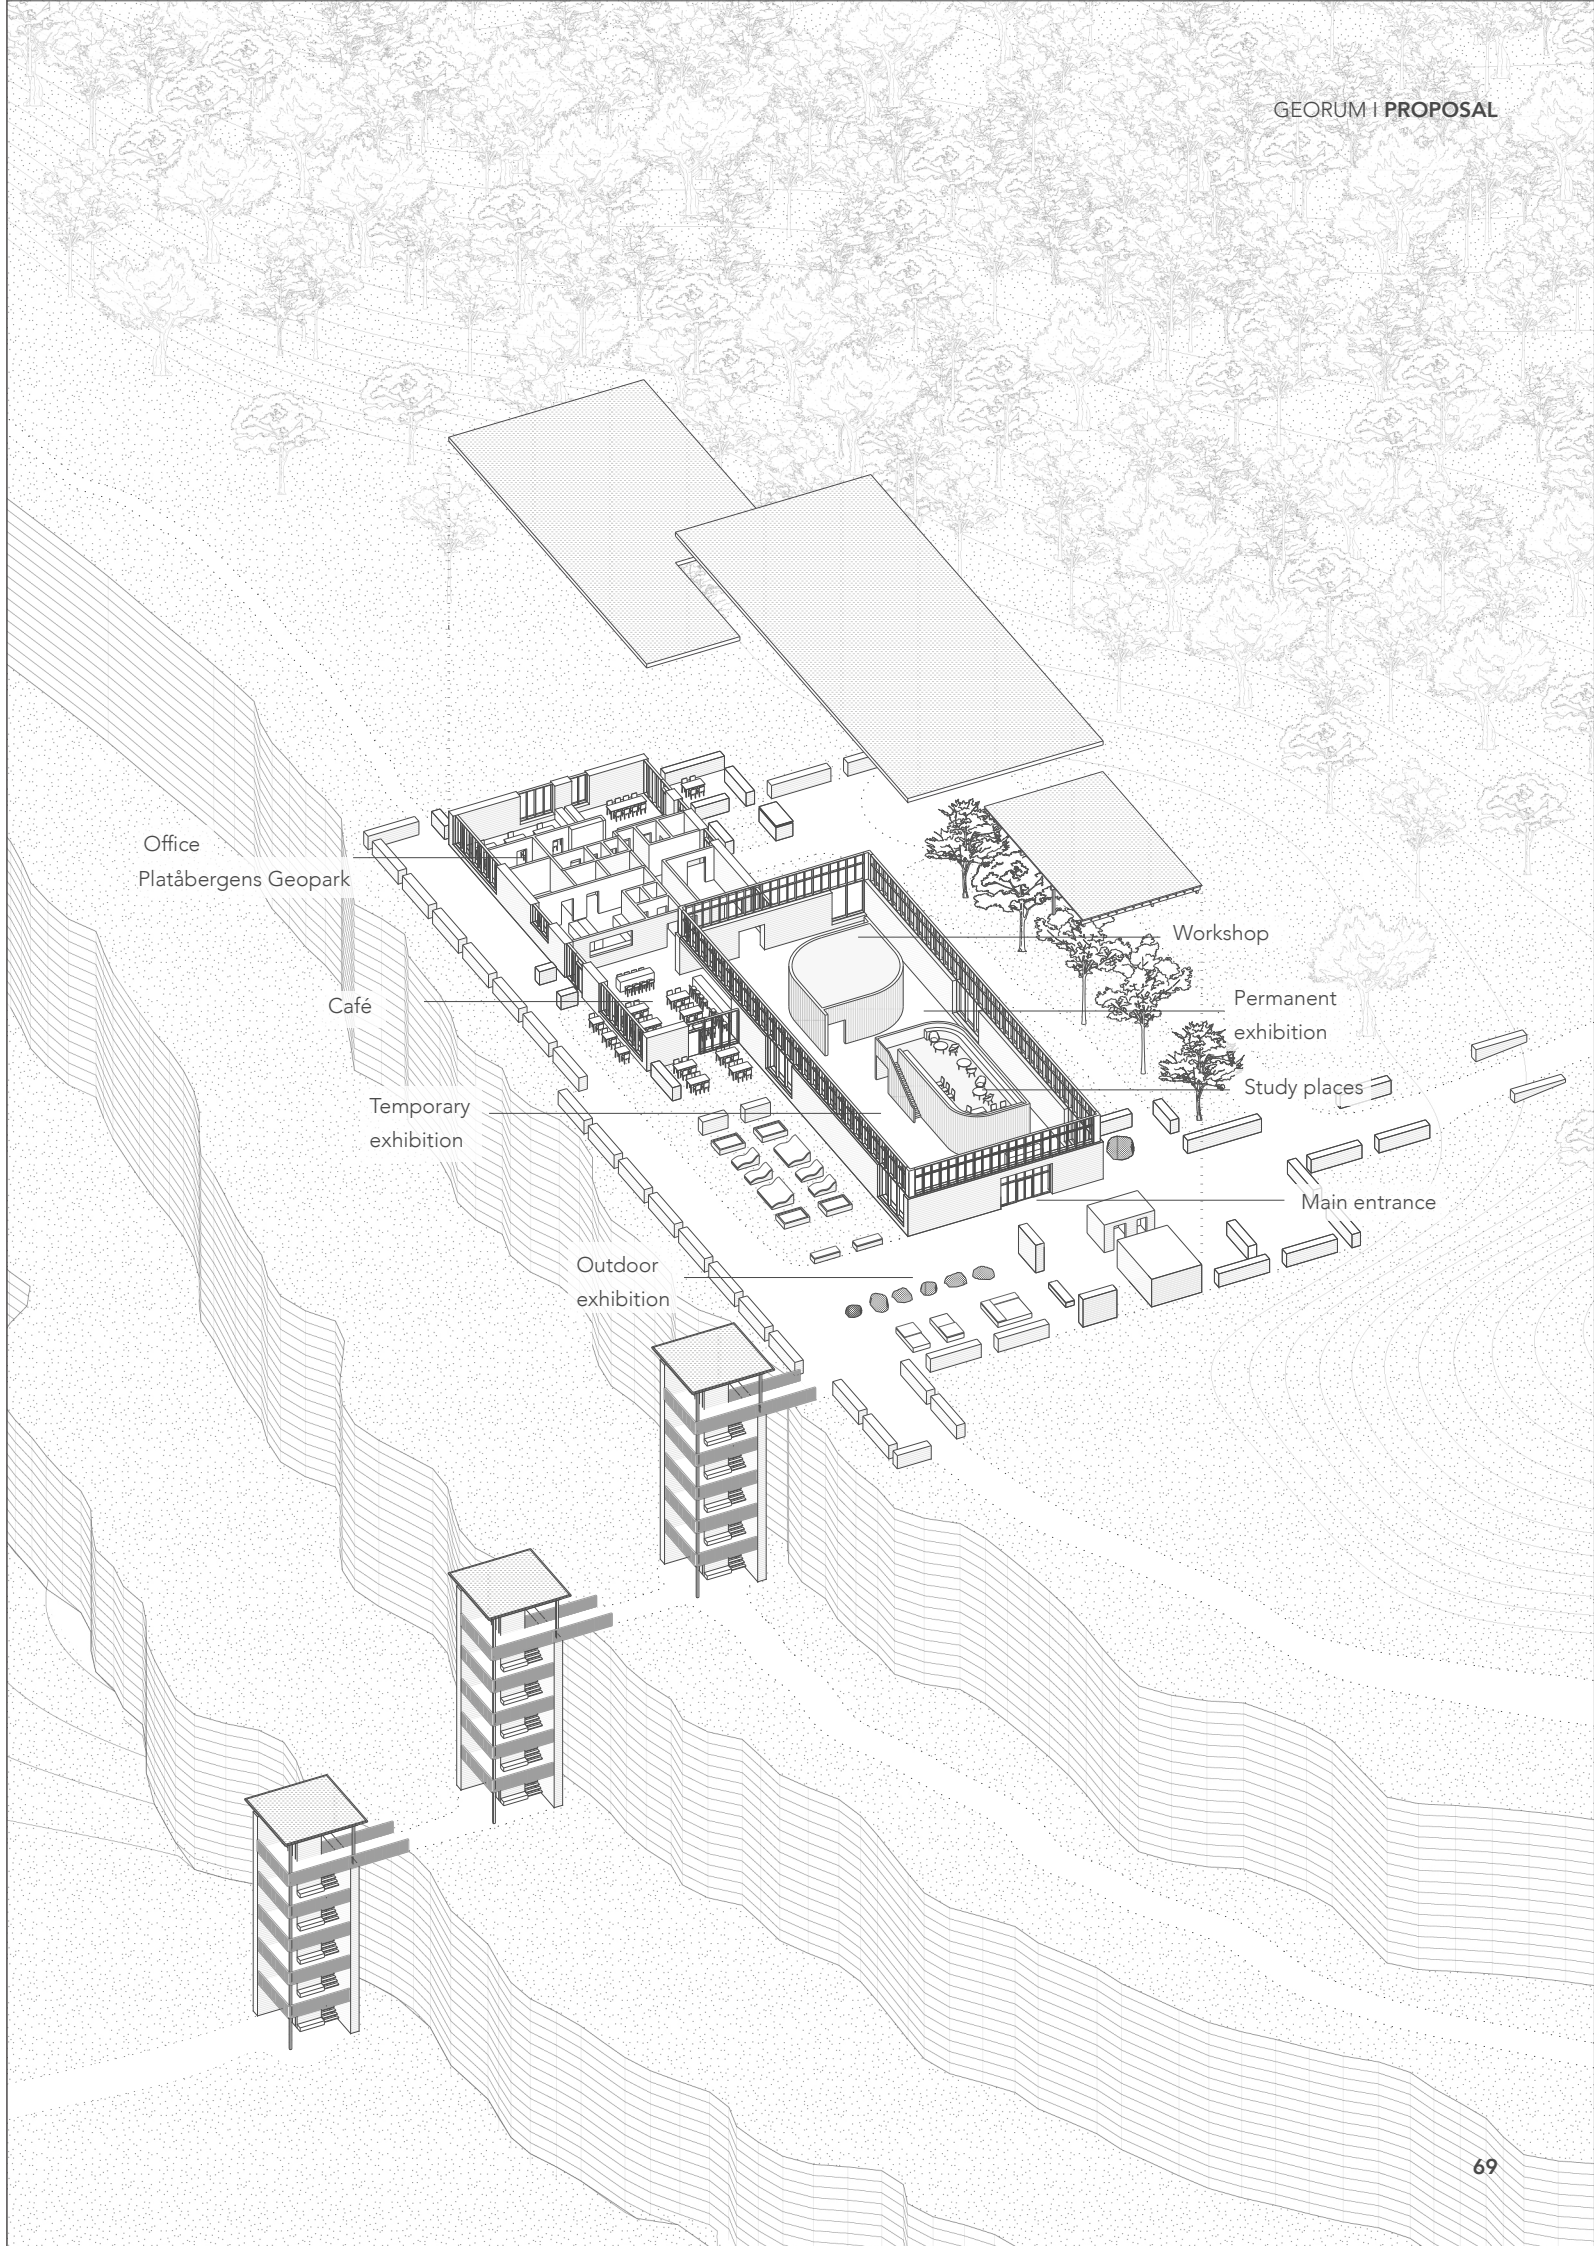 GEORUM I PROPOSAL
Office
Platåbergens Geopark
Workshop
Café
Permanent
exhibition
Study places
Temporary
exhibition
Main entrance
Outdoor
exhibition
69